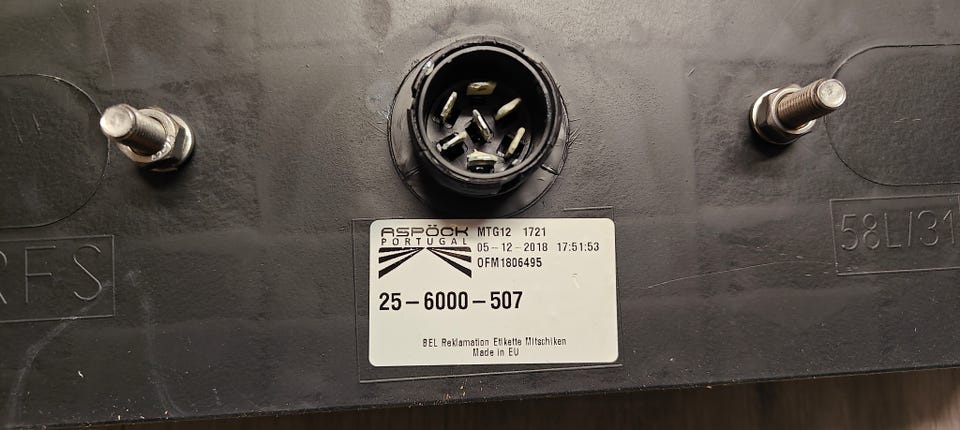 ASPÖCK
PORTUGAL
MTG12 1721
05-12-2018 17:51:53
OFM1806495
25-6000-507
BEL Reklamation Etikette Mitschiken
Made in EU
RFS
58L/31